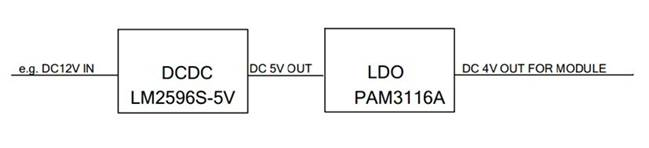 e.g. DC12V IN
DCDC
LM2596S-5V
DC 5V OUT
LDO
PAM3116A
DC 4V OUT FOR MODULE